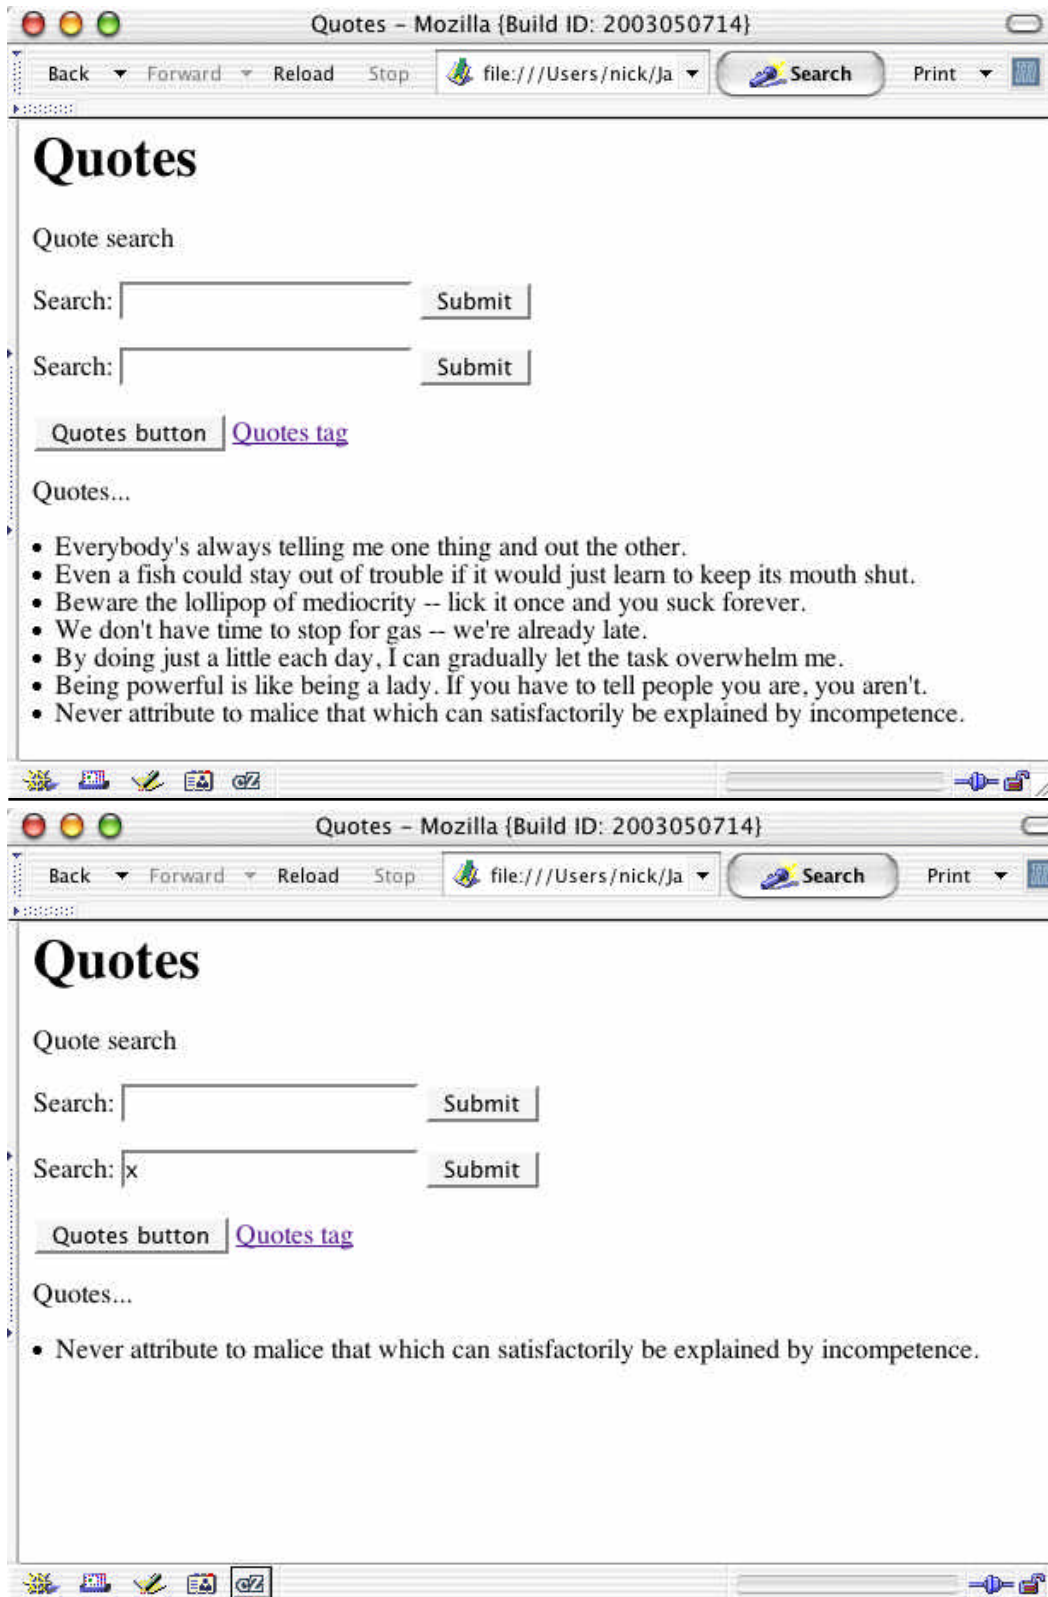 Quotes – Mozilla {Build ID: 2003050714}
Back Forward Reload Stop file:///Users/nick/Ja Search Print
Quotes
Quote search
Search: Submit
Search: Submit
Quotes button Quotes tag
Quotes...
• Everybody's always telling me one thing and out the other.
• Even a fish could stay out of trouble if it would just learn to keep its mouth shut.
• Beware the lollipop of mediocrity -- lick it once and you suck forever.
• We don't have time to stop for gas -- we're already late.
• By doing just a little each day, I can gradually let the task overwhelm me.
• Being powerful is like being a lady. If you have to tell people you are, you aren't.
• Never attribute to malice that which can satisfactorily be explained by incompetence.
cZ
Quotes – Mozilla {Build ID: 2003050714}
Back Forward Reload Stop file:///Users/nick/Ja Search Print
Quotes
Quote search
Search: Submit
Search: x Submit
Quotes button Quotes tag
Quotes...
• Never attribute to malice that which can satisfactorily be explained by incompetence.
cZ